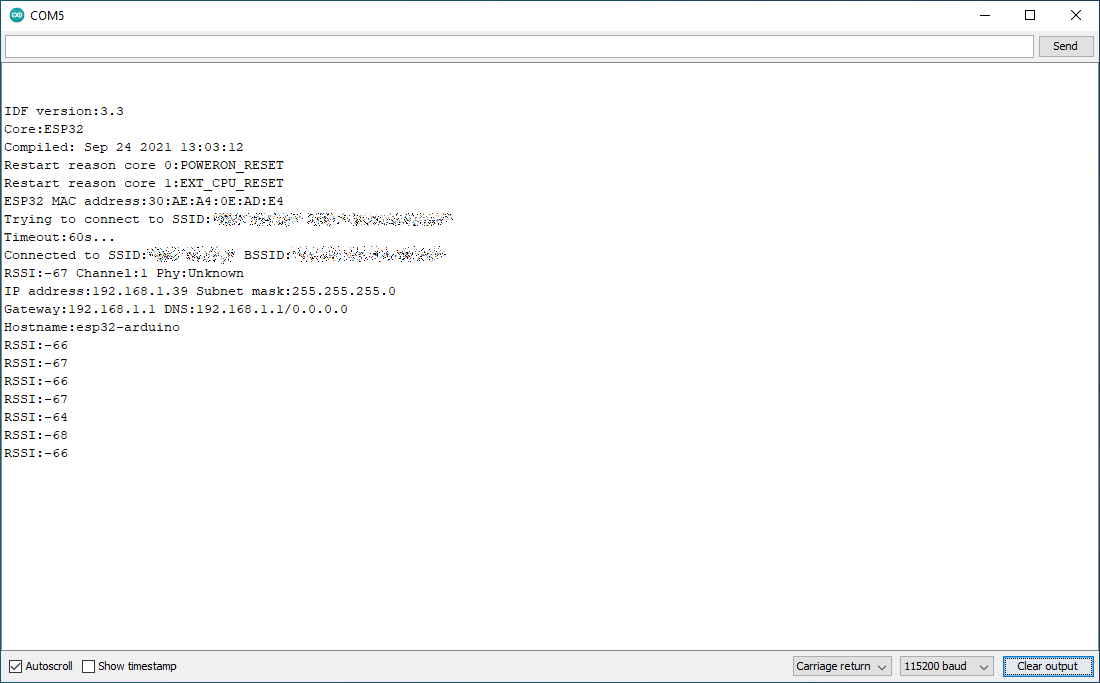 COM5
Send
IDF version:3.3
Core:ESP32
Compiled: Sep 24 2021 13:03:12
Restart reason core 0:POWERON_RESET
Restart reason core 1:EXT_CPU_RESET
ESP32 MAC address:30:AE:A4:0E:AD:E4
Trying to connect to SSID:
Timeout:60s...
Connected to SSID: BSSID:
RSSI:-67 Channel:1 Phy:Unknown
IP address:192.168.1.39 Subnet mask:255.255.255.0
Gateway:192.168.1.1 DNS:192.168.1.1/0.0.0.0
Hostname:esp32-arduino
RSSI:-66
RSSI:-67
RSSI:-66
RSSI:-67
RSSI:-64
RSSI:-68
RSSI:-66
Autoscroll Show timestamp Carriage return 115200 baud Clear output